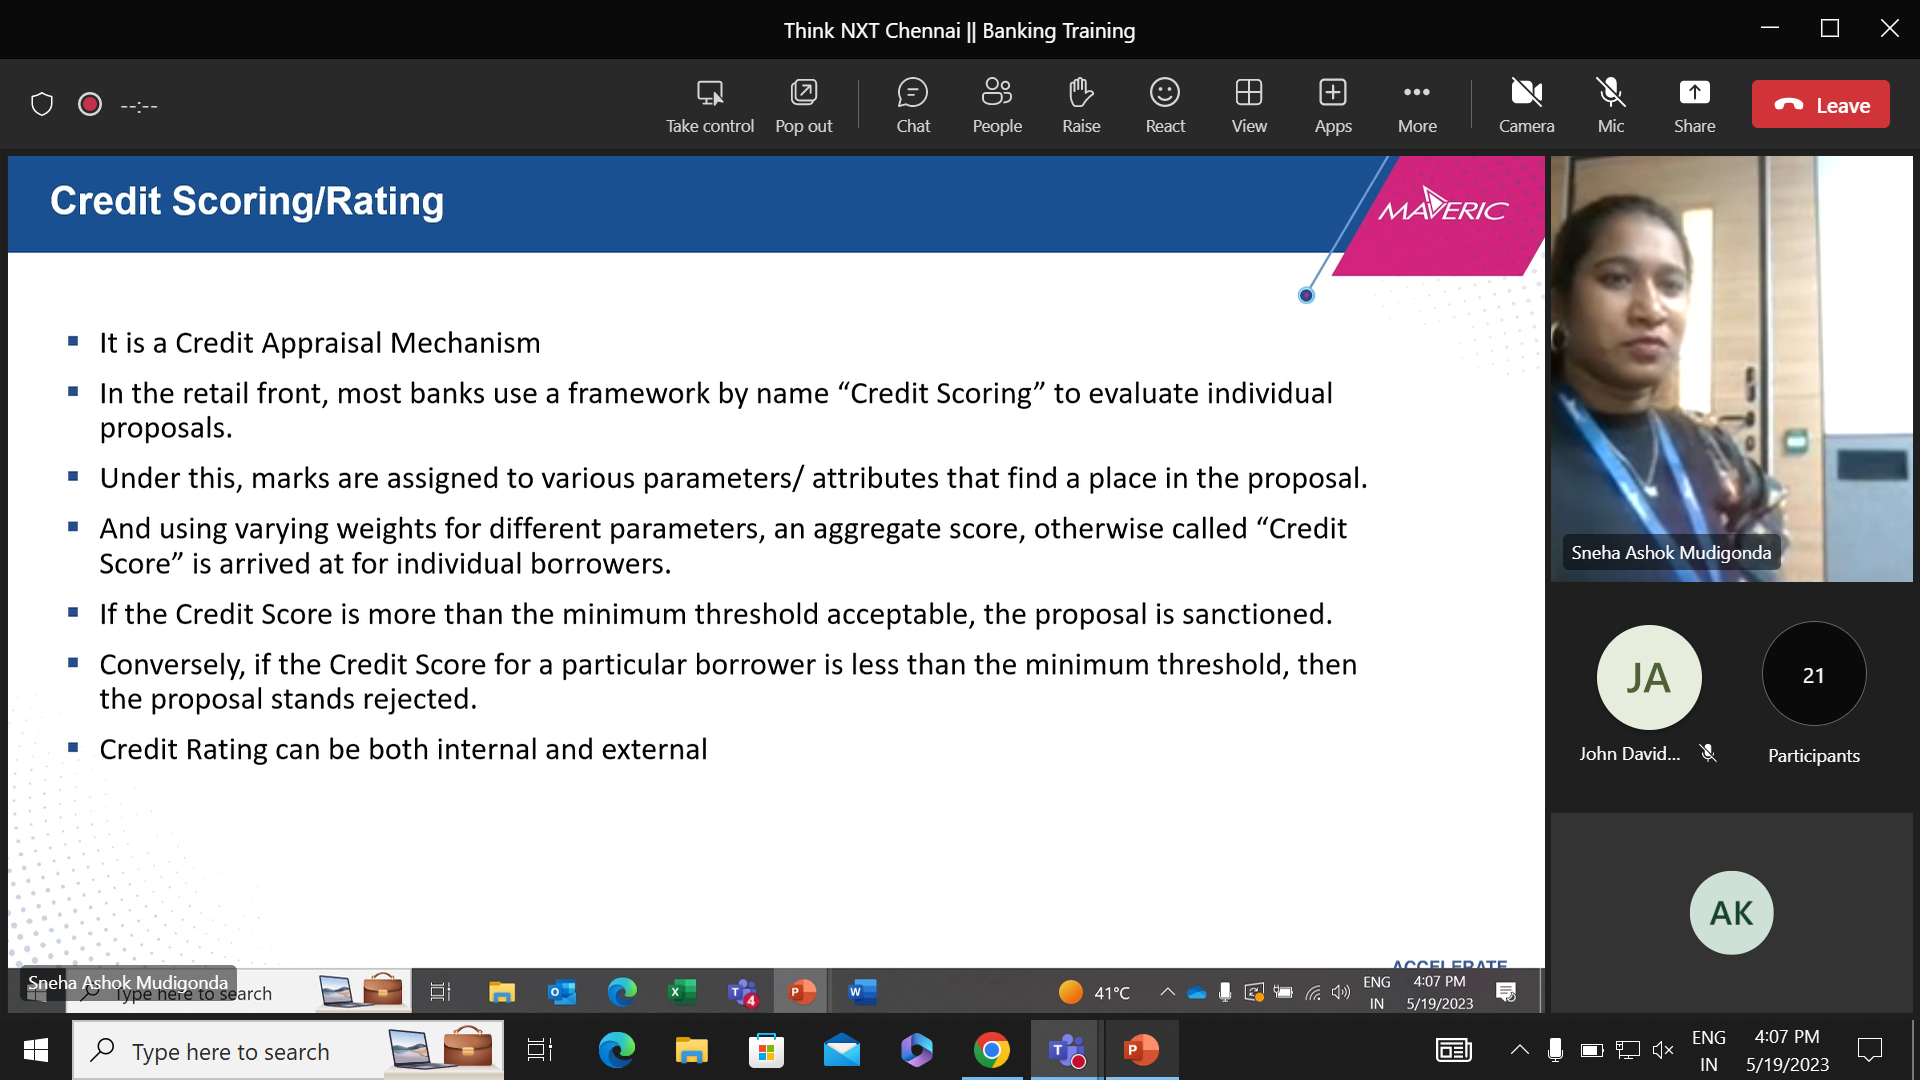 Think NXT Chennai || Banking Training
--:--
Take control
Pop out
Chat
People
Raise
React
View
Apps
More
Camera
Mic
Share
Leave
Credit Scoring/Rating
MAVERIC
▪ It is a Credit Appraisal Mechanism
▪ In the retail front, most banks use a framework by name “Credit Scoring” to evaluate individual
proposals.
▪ Under this, marks are assigned to various parameters/ attributes that find a place in the proposal.
▪ And using varying weights for different parameters, an aggregate score, otherwise called “Credit
Score” is arrived at for individual borrowers.
▪ If the Credit Score is more than the minimum threshold acceptable, the proposal is sanctioned.
▪ Conversely, if the Credit Score for a particular borrower is less than the minimum threshold, then
the proposal stands rejected.
▪ Credit Rating can be both internal and external
ACCELERATE
Sneha Ashok Mudigonda
JA
John David...
21
Participants
AK
Sneha Ashok Mudigonda
Type here to search
4
41°C
ENG
IN
4:07 PM
5/19/2023
Type here to search
ENG
IN
4:07 PM
5/19/2023